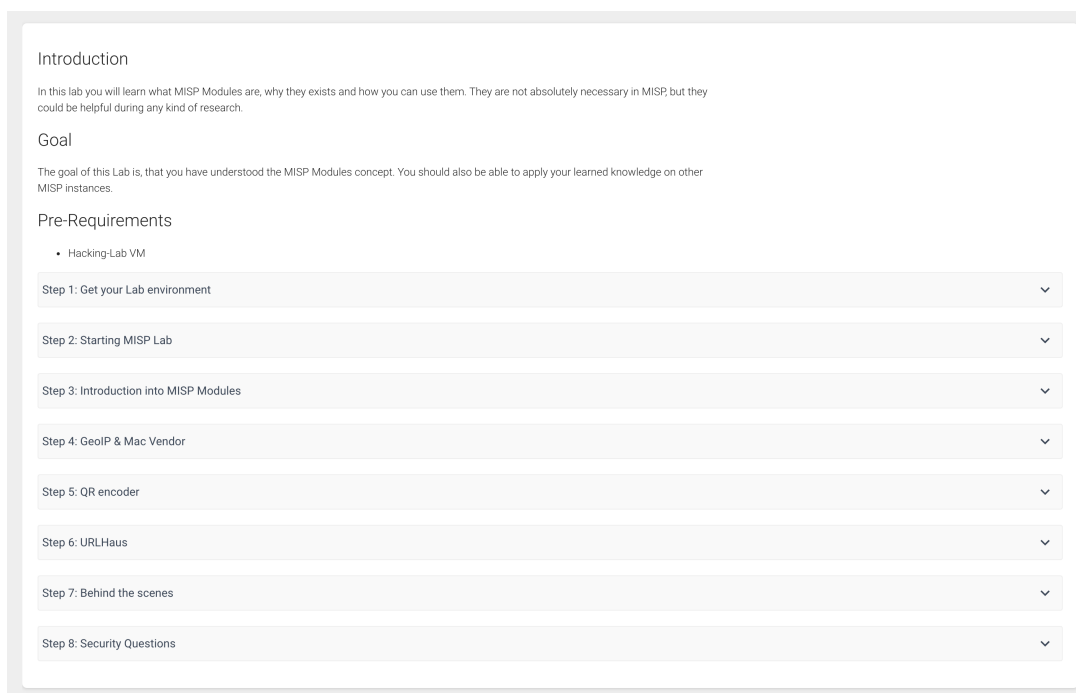 Introduction
In this lab you will learn what MISP Modules are, why they exists and how you can use them. They are not absolutely necessary in MISP, but they
could be helpful during any kind of research.
Goal
The goal of this Lab is, that you have understood the MISP Modules concept. You should also be able to apply your learned knowledge on other
MISP instances.
Pre-Requirements
• Hacking-Lab VM
Step 1: Get your Lab environment
Step 2: Starting MISP Lab
Step 3: Introduction into MISP Modules
Step 4: GeoIP & Mac Vendor
Step 5: QR encoder
Step 6: URLHaus
Step 7: Behind the scenes
Step 8: Security Questions